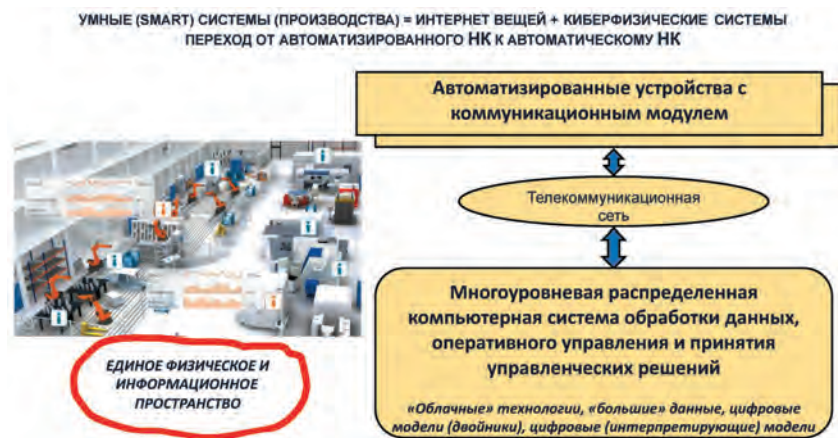 УМНЫЕ (SMART) СИСТЕМЫ (ПРОИЗВОДСТВА) = ИНТЕРНЕТ ВЕЩЕЙ + КИБЕРФИЗИЧЕСКИЕ СИСТЕМЫ
ПЕРЕХОД ОТ АВТОМАТИЗИРОВАННОГО НК К АВТОМАТИЧЕСКОМУ НК
Автоматизированные устройства с
коммуникационным модулем
Телекоммуникационная
сеть
Многоуровневая распределенная
компьютерная система обработки данных,
оперативного управления и принятия
управленческих решений
«Облачные» технологии, «большие» данные, цифровые
модели (двойники), цифровые (интерпретирующие) модели
ЕДИНОЕ ФИЗИЧЕСКОЕ И
ИНФОРМАЦИОННОЕ
ПРОСТРАНСТВО